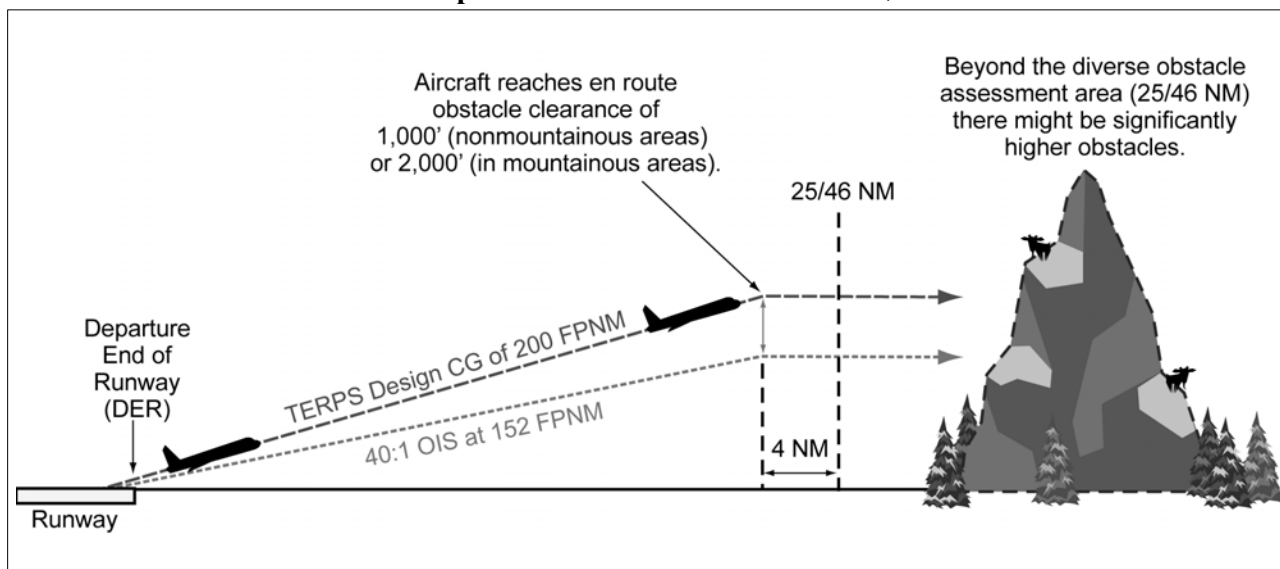 Aircraft reaches en route
obstacle clearance of
1,000’ (nonmountainous areas)
or 2,000’ (in mountainous areas).
Beyond the diverse obstacle
assessment area (25/46 NM)
there might be significantly
higher obstacles.
25/46 NM
Departure
End of
Runway
(DER)
TERPS Design CG of 200 FPNM
40:1 OIS at 152 FPNM
4 NM
Runway